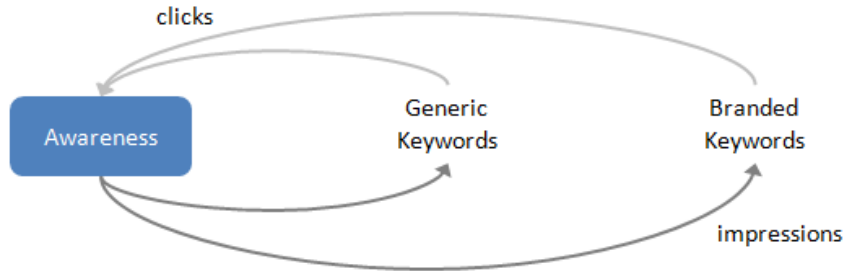 clicks
Awareness
Generic
Keywords
Branded
Keywords
impressions